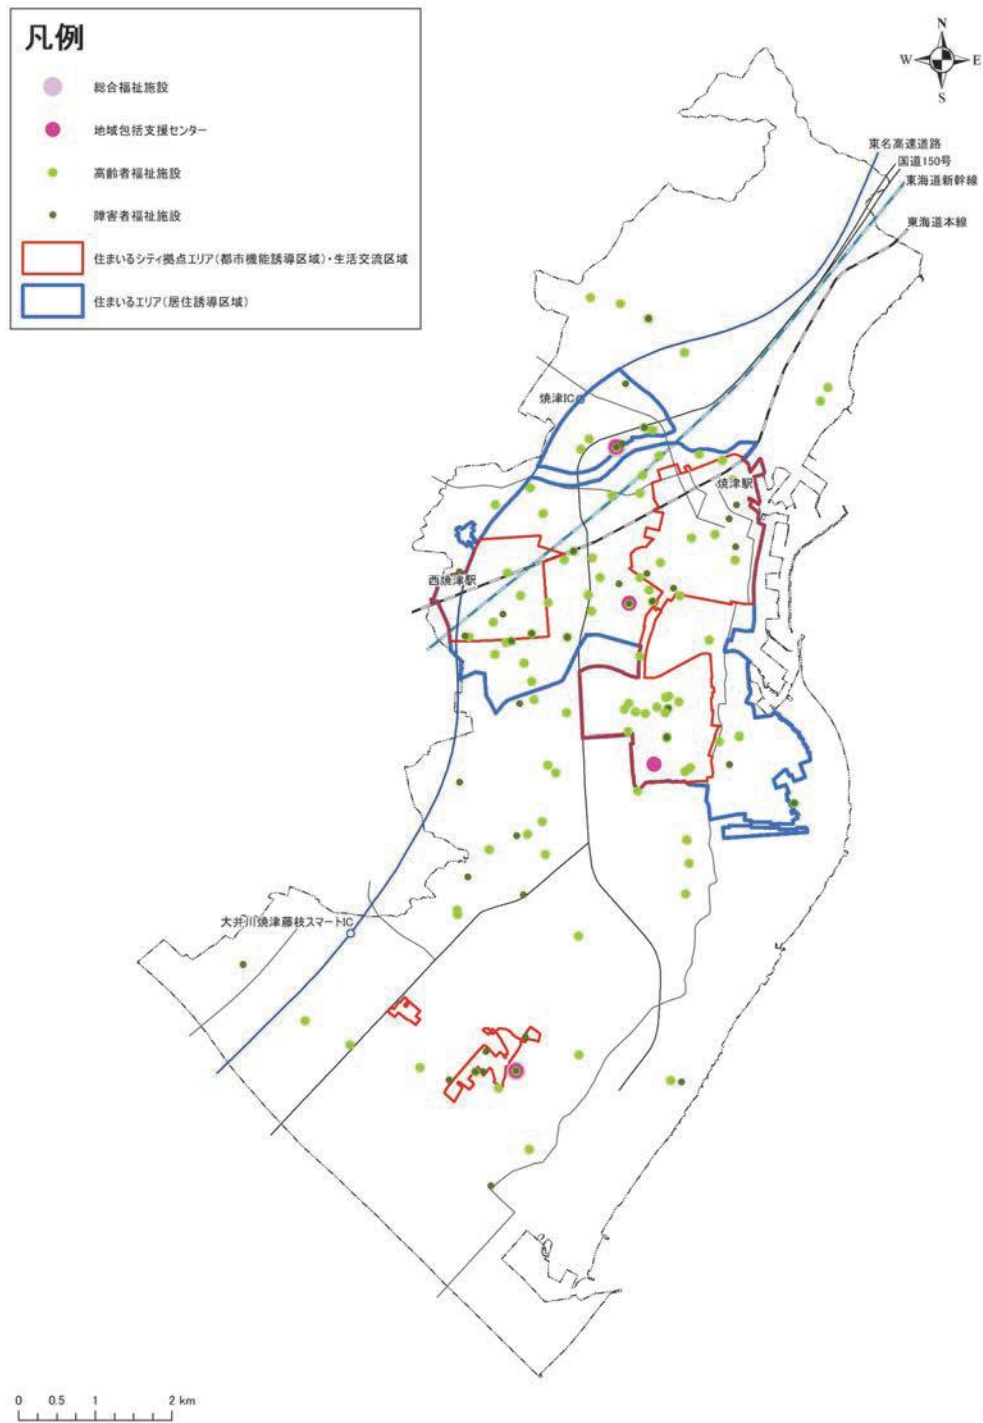 凡例
総合福祉施設
地域包括支援センター
高齢者福祉施設
障害者福祉施設
住まいるシティ拠点エリア(都市機能誘導区域)・生活交流区域
住まいるエリア(居住誘導区域)
N
W
E
S
東名高速道路
国道150号
東海道新幹線
東海道本線
焼津IC
焼津駅
西焼津駅
大井川焼津藤枝スマートIC
0 0.5 1 2 km